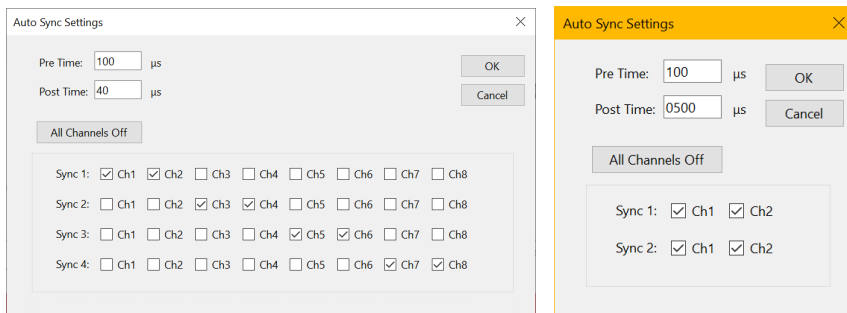 Auto Sync Settings
Pre Time: 100 µs
OK
Post Time: 40 µs
Cancel
All Channels Off
Sync 1: Ch1 Ch2 Ch3 Ch4 Ch5 Ch6 Ch7 Ch8
Sync 2: Ch1 Ch2 Ch3 Ch4 Ch5 Ch6 Ch7 Ch8
Sync 3: Ch1 Ch2 Ch3 Ch4 Ch5 Ch6 Ch7 Ch8
Sync 4: Ch1 Ch2 Ch3 Ch4 Ch5 Ch6 Ch7 Ch8
Auto Sync Settings
Pre Time: 100 µs
OK
Post Time: 0500 µs
Cancel
All Channels Off
Sync 1: Ch1 Ch2
Sync 2: Ch1 Ch2